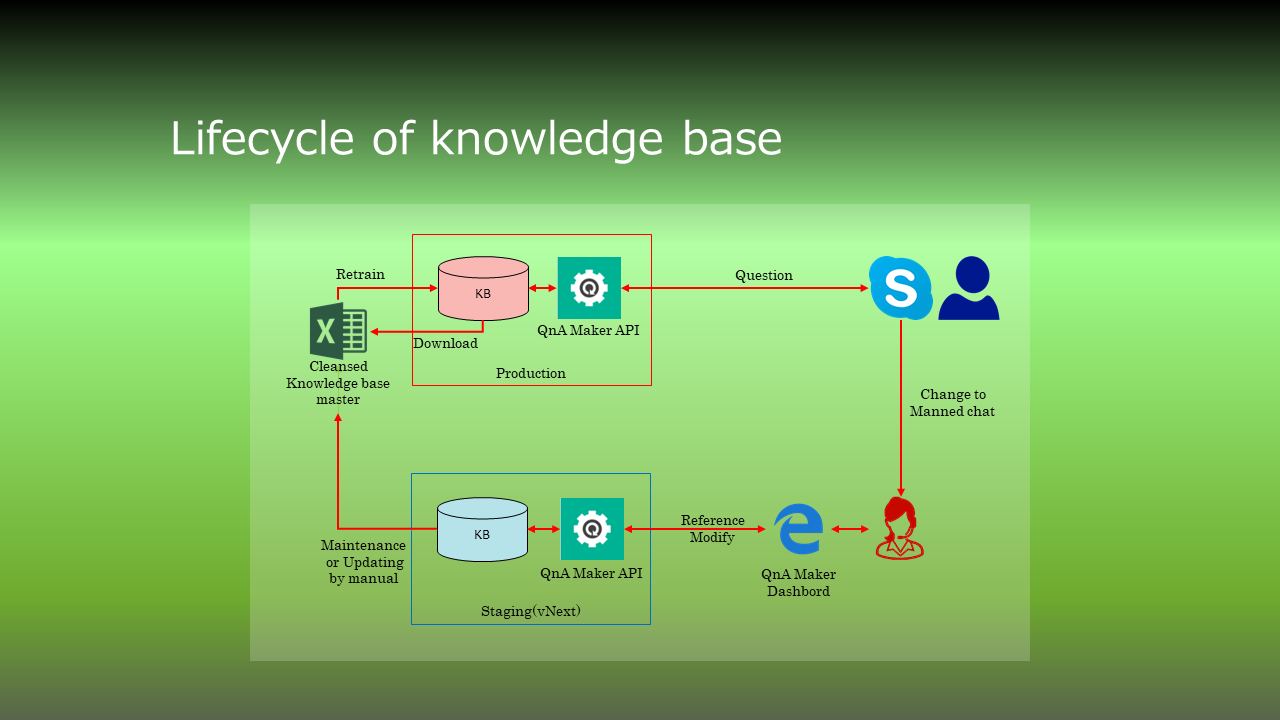 Lifecycle of knowledge base
Retrain
KB
QnA Maker API
Question
S
X
Download
Cleansed
Knowledge base
master
Production
Change to
Manned chat
KB
QnA Maker API
Reference
Modify
Maintenance
or Updating
by manual
QnA Maker
Dashbord
Staging(vNext)